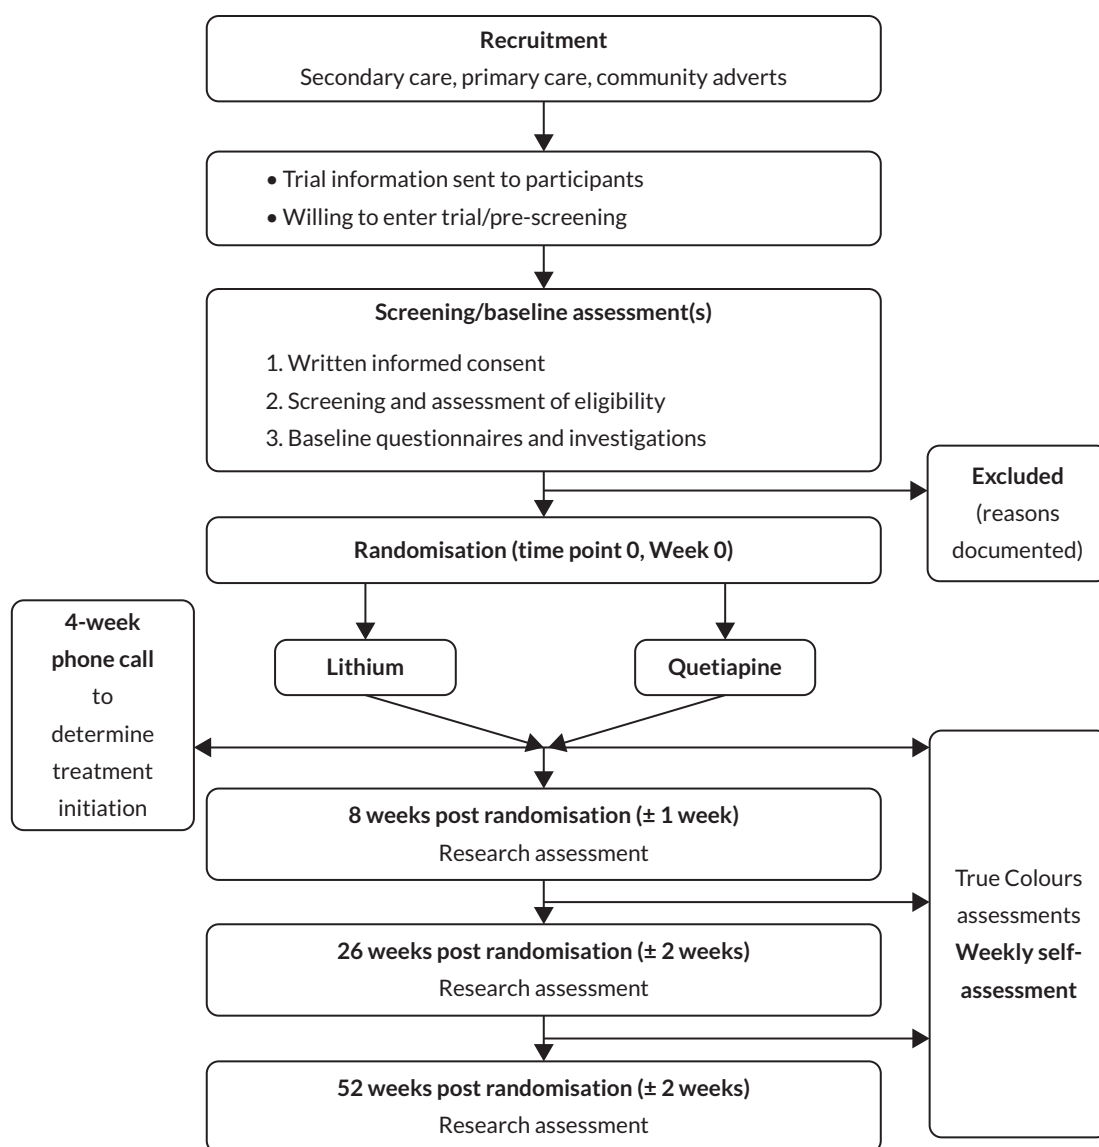 Recruitment
Secondary care, primary care, community adverts
• Trial information sent to participants
• Willing to enter trial/pre-screening
Screening/baseline assessment(s)
1. Written informed consent
2. Screening and assessment of eligibility
3. Baseline questionnaires and investigations
Excluded
(reasons
documented)
Randomisation (time point 0, Week 0)
Lithium
Quetiapine
4-week
phone call
to
determine
treatment
initiation
8 weeks post randomisation (± 1 week)
Research assessment
26 weeks post randomisation (± 2 weeks)
Research assessment
52 weeks post randomisation (± 2 weeks)
Research assessment
True Colours
assessments
Weekly self-
assessment